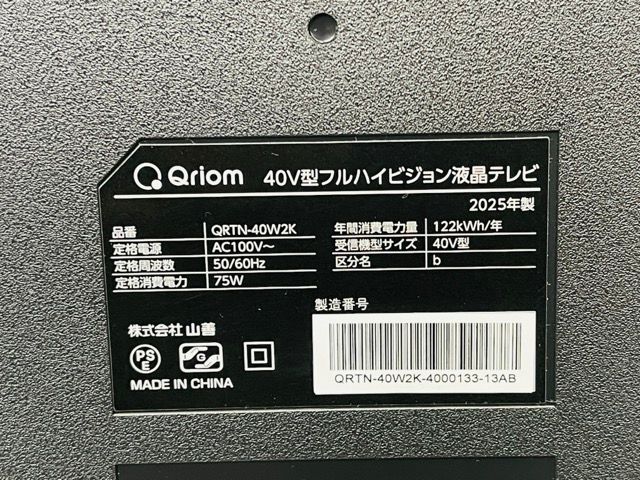 Qriom 40V型フルハイビジョン液晶テレビ
2025年製
品番 QRTN-40W2K 年間消費電力量 122kWh/年
定格電源 AC100V～ 受信機型サイズ 40V型
定格周波数 50/60Hz 区分名 b
定格消費電力 75W
製造番号
株式会社 山善
PS E
S
MADE IN CHINA
QRTN-40W2K-4000133-13AB